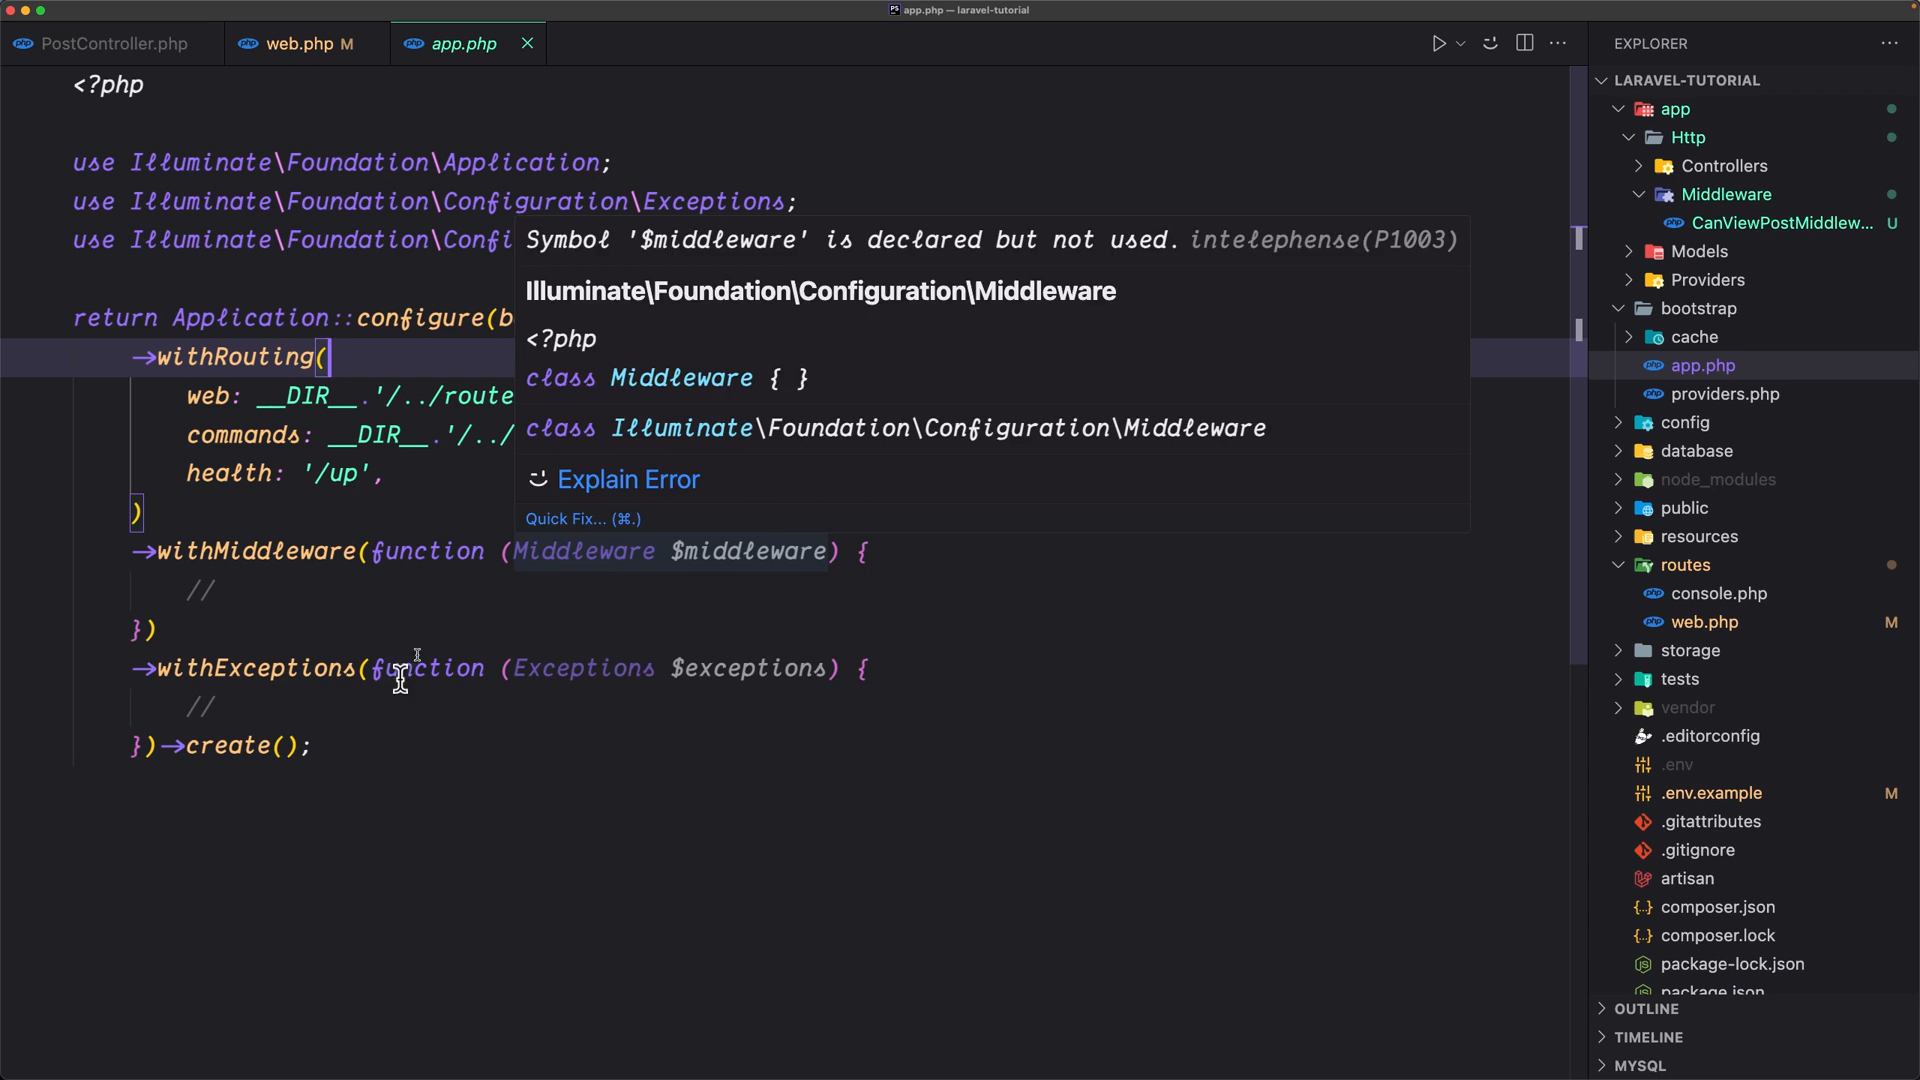 app.php — laravel-tutorial
PostController.php
web.php M
app.php
<?php
use Illuminate\Foundation\Application;
use Illuminate\Foundation\Configuration\Exceptions;
use Illuminate\Foundation\Confi
return Application::configure(b
->withRouting(
web: __DIR__.'/../route
commands: __DIR__.'/../
health: '/up',
)
->withMiddleware(function (Middleware $middleware) {
//
})
->withExceptions(function (Exceptions $exceptions) {
//
})->create();
Symbol '$middleware' is declared but not used. intelephense(P1003)
Illuminate\Foundation\Configuration\Middleware
<?php
class Middleware { }
class Illuminate\Foundation\Configuration\Middleware
Explain Error
Quick Fix... (⌘.)
EXPLORER
LARAVEL-TUTORIAL
app
Http
Controllers
Middleware
CanViewPostMiddlew... U
Models
Providers
bootstrap
cache
app.php
providers.php
config
database
node_modules
public
resources
routes
console.php
web.php M
storage
tests
vendor
.editorconfig
.env
.env.example M
.gitattributes
.gitignore
artisan
composer.json
composer.lock
package-lock.json
package.json
OUTLINE
TIMELINE
MYSQL